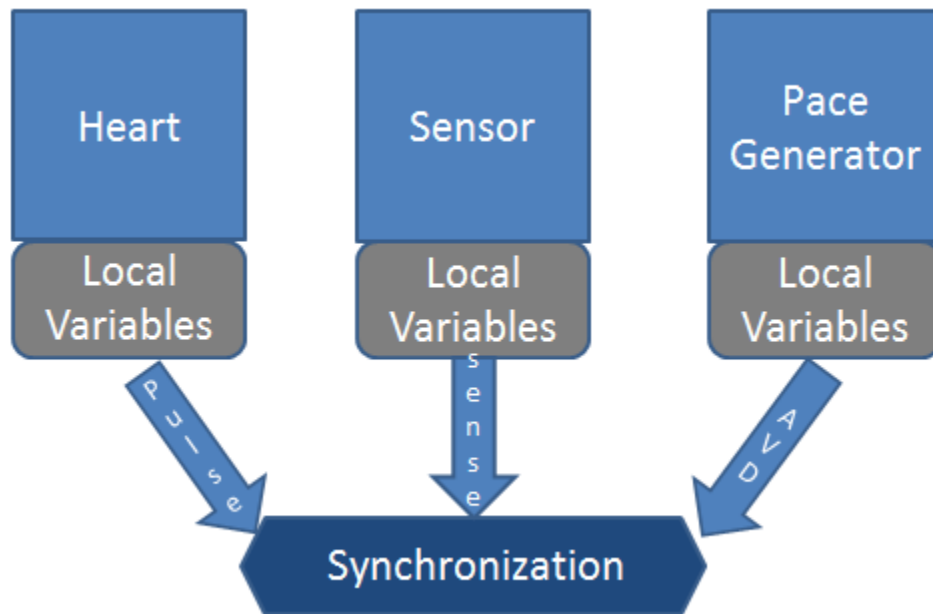 Heart
Sensor
Pace
Generator
Local
Variables
Local
Variables
Local
Variables
Pulse
sense
AVD
Synchronization